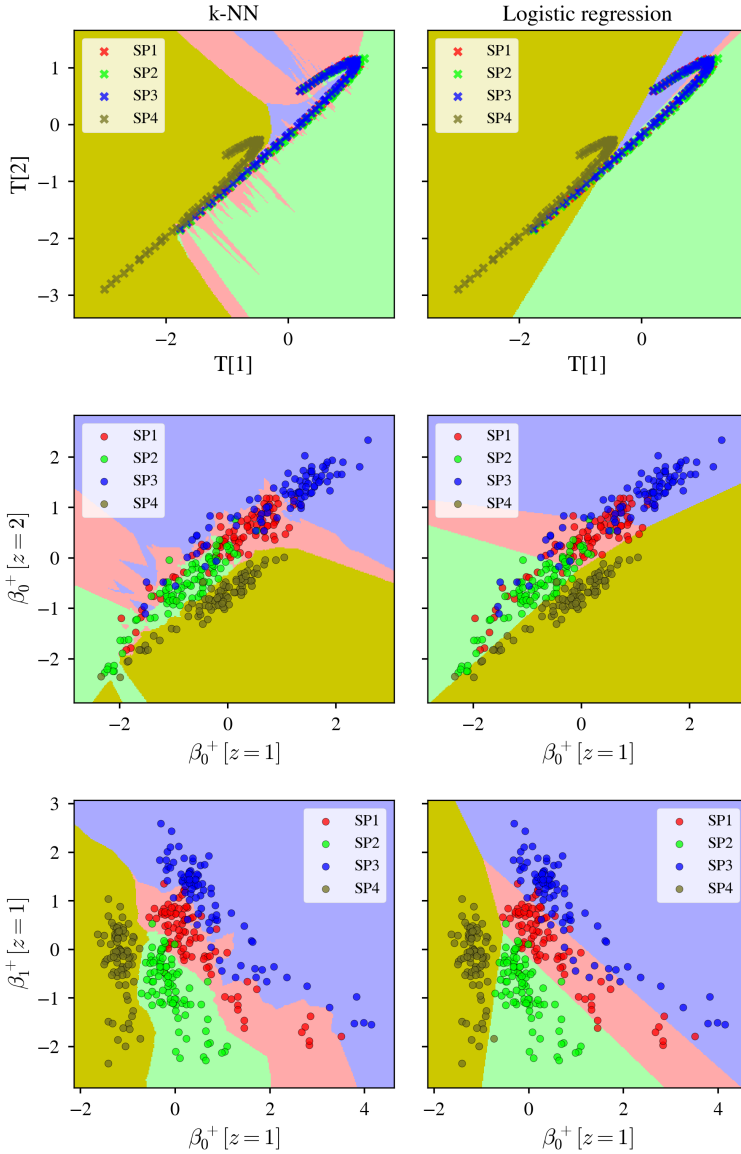 k-NN
Logistic regression
SP1
SP2
SP3
SP4
SP1
SP2
SP3
SP4
1
0
−1
−2
−3
T[2]
−2
0
−2
0
T[1]
T[1]
SP1
SP2
SP3
SP4
SP1
SP2
SP3
SP4
2
1
0
−1
−2
β₀⁺ [z = 2]
−2
0
2
−2
0
2
β₀⁺ [z = 1]
β₀⁺ [z = 1]
SP1
SP2
SP3
SP4
SP1
SP2
SP3
SP4
3
2
1
0
−1
−2
β₁⁺ [z = 1]
0
2
4
−2
0
2
4
β₀⁺ [z = 1]
β₀⁺ [z = 1]